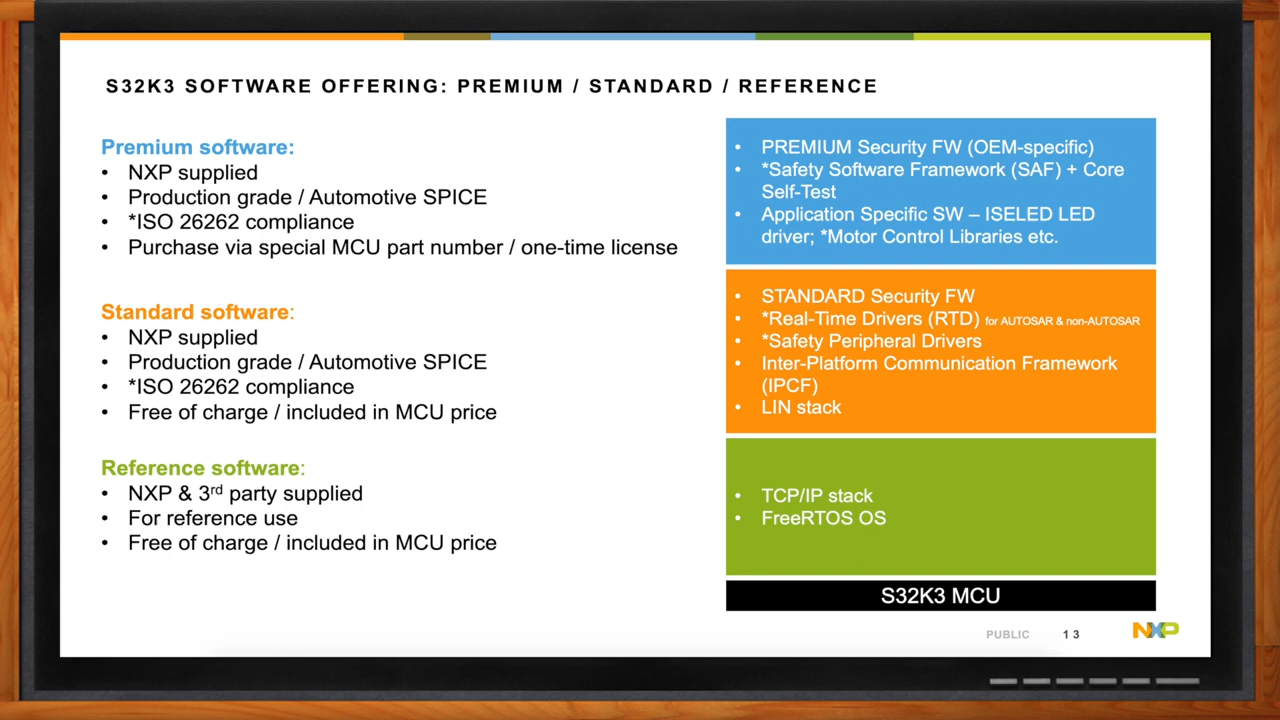 S32K3 SOFTWARE OFFERING: PREMIUM / STANDARD / REFERENCE
Premium software:
• NXP supplied
• Production grade / Automotive SPICE
• *ISO 26262 compliance
• Purchase via special MCU part number / one-time license
Standard software:
• NXP supplied
• Production grade / Automotive SPICE
• *ISO 26262 compliance
• Free of charge / included in MCU price
Reference software:
• NXP & 3rd party supplied
• For reference use
• Free of charge / included in MCU price
• PREMIUM Security FW (OEM-specific)
• *Safety Software Framework (SAF) + Core
Self-Test
• Application Specific SW – ISELED LED
driver; *Motor Control Libraries etc.
• STANDARD Security FW
• *Real-Time Drivers (RTD) for AUTOSAR & non-AUTOSAR
• *Safety Peripheral Drivers
• Inter-Platform Communication Framework
(IPCF)
• LIN stack
• TCP/IP stack
• FreeRTOS OS
S32K3 MCU
PUBLIC 13 NXP